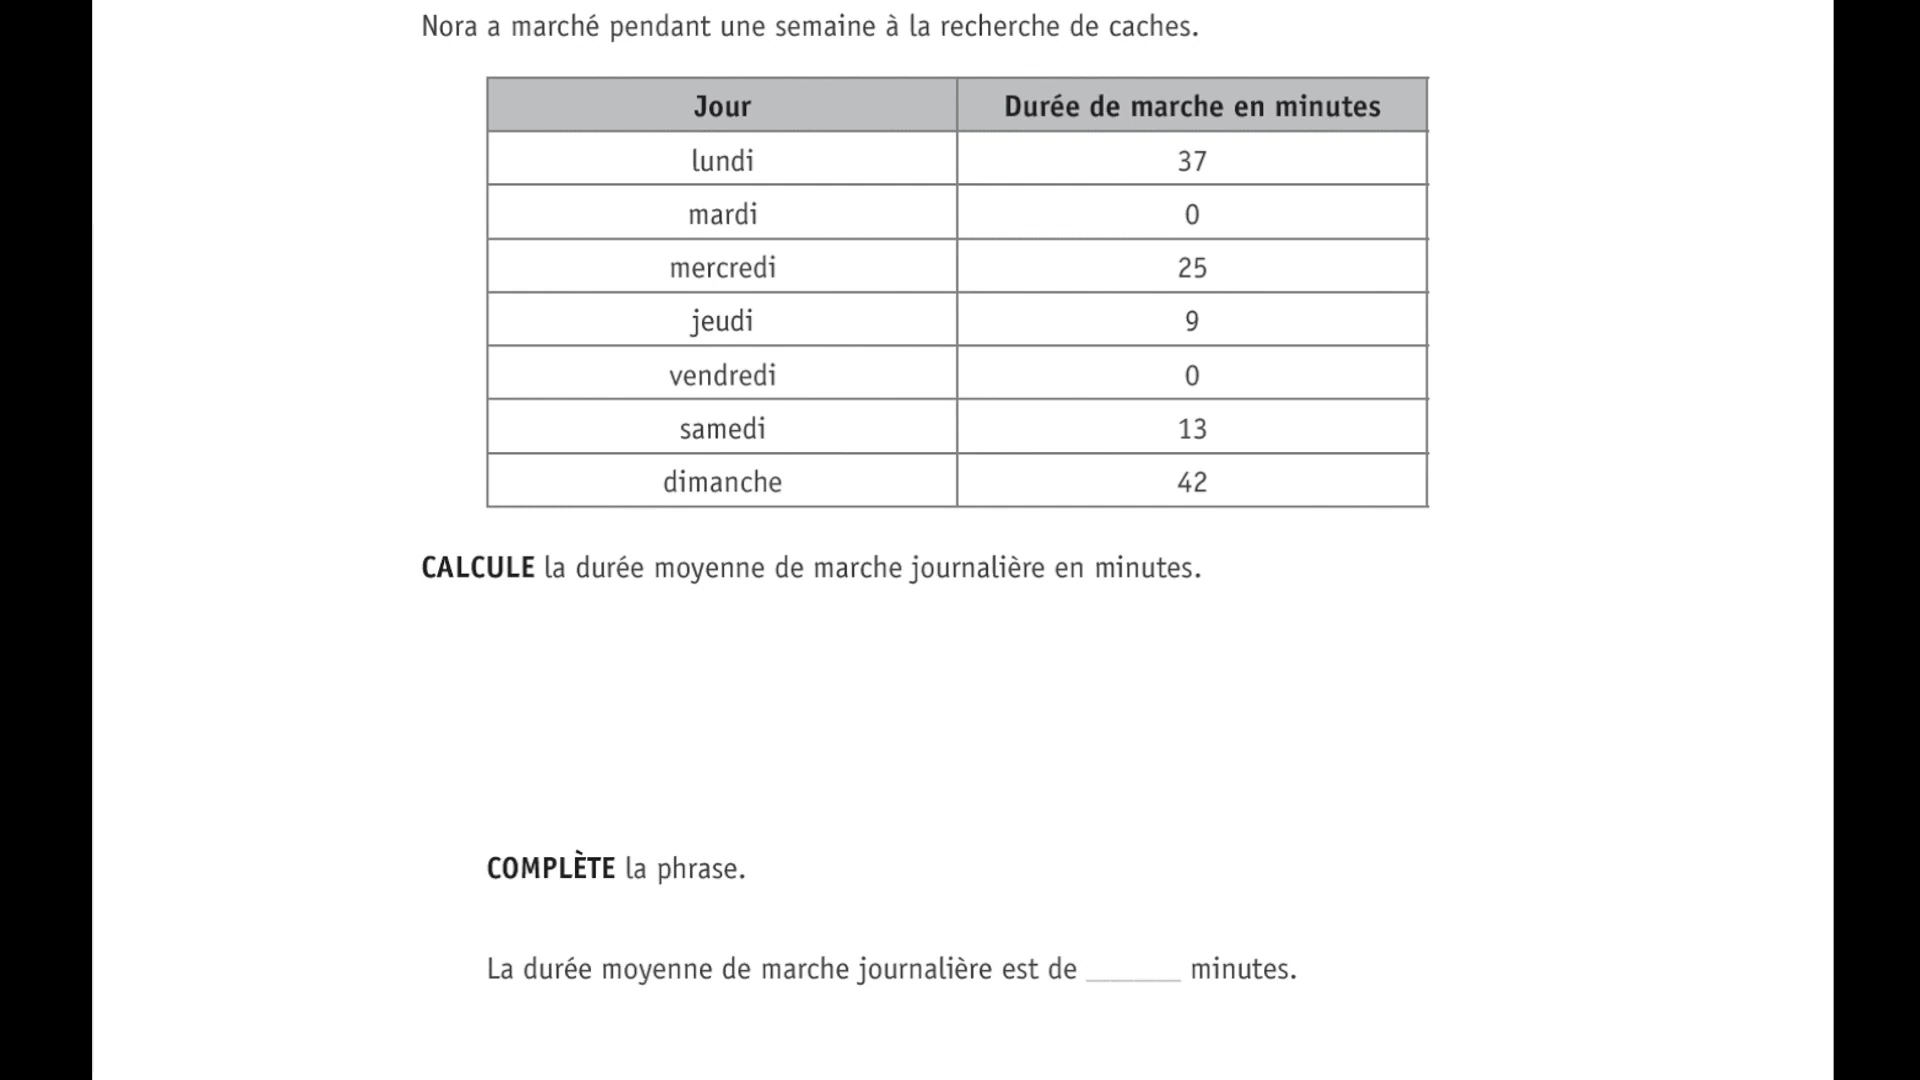 Nora a marché pendant une semaine à la recherche de caches.
Jour Durée de marche en minutes
lundi 37
mardi 0
mercredi 25
jeudi 9
vendredi 0
samedi 13
dimanche 42
CALCULE la durée moyenne de marche journalière en minutes.
COMPLÈTE la phrase.
La durée moyenne de marche journalière est de ______ minutes.